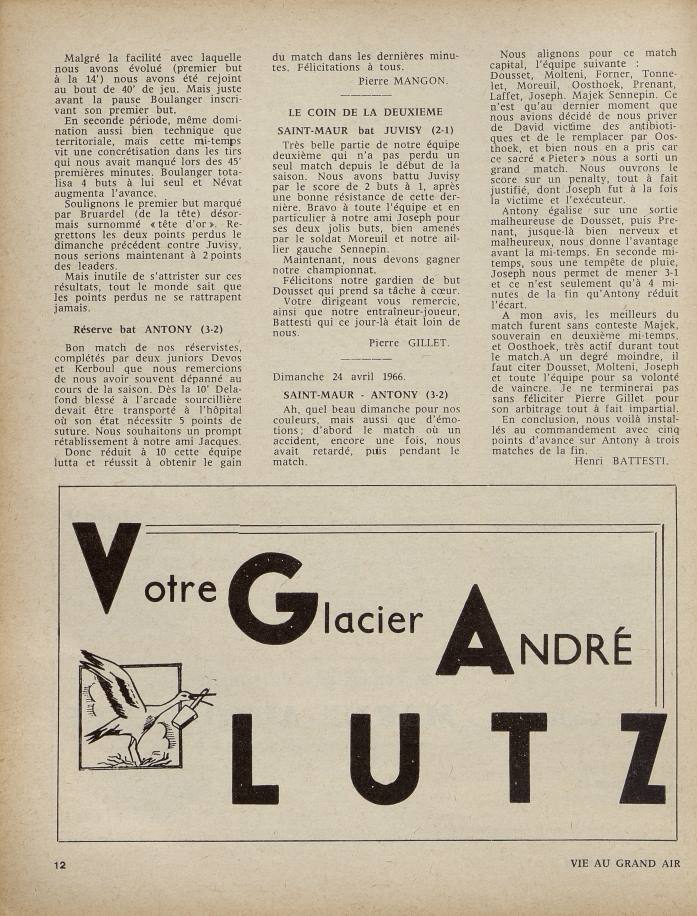 Malgré la facilité avec laquelle
nous avons évolué (premier but
à la 14') nous avons été rejoint
au bout de 40' de jeu. Mais juste
avant la pause Boulanger inscri-
vant son premier but.
En seconde période, même domi-
nation aussi bien technique que
territoriale, mais cette mi-temps
vit une concrétisation dans les tirs
qui nous avait manqué lors des 45'
premières minutes. Boulanger tota-
lisa 4 buts à lui seul et Névat
augmenta l'avance.
Soulignons le premier but marqué
par Bruardel (de la tête) désor-
mais surnommé « tête d'or ». Re-
grettons les deux points perdus le
dimanche précédent contre Juvisy,
nous serions maintenant à 2 points
des leaders.
Mais inutile de s'attrister sur ces
résultats, tout le monde sait que
les points perdus ne se rattrapent
jamais.
Réserve bat ANTONY (3-2)
Bon match de nos réservistes,
complétés par deux juniors Devos
et Kerboul que nous remercions
de nous avoir souvent dépanné au
cours de la saison. Dès la 10' Dela-
fond blessé à l'arcade sourcillière
devait être transporté à l'hôpital
où son état nécessit 5 points de
suture. Nous souhaitons un prompt
rétablissement à notre ami Jacques.
Donc réduit à 10 cette équipe
lutta et réussit à obtenir le gain
du match dans les dernières minu-
tes. Félicitations à tous.
Pierre MANGON.
LE COIN DE LA DEUXIEME
SAINT-MAUR bat JUVISY (2-1)
Très belle partie de notre équipe
deuxième qui n'a pas perdu un
seul match depuis le début de la
saison. Nous avons battu Juvisy
par le score de 2 buts à 1, après
une bonne résistance de cette der-
nière. Bravo à toute l'équipe et en
particulier à notre ami Joseph pour
ses deux jolis buts, bien amenés
par le soldat Moreuil et notre ail-
lier gauche Sennepin.
Maintenant, nous devons gagner
notre championnat.
Félicitons notre gardien de but
Dousset qui prend sa tâche à cœur.
Votre dirigeant vous remercie,
ainsi que notre entraîneur-joueur,
Battesti qui ce jour-là était loin de
nous.
Pierre GILLET.
Dimanche 24 avril 1966.
SAINT-MAUR - ANTONY (3-2)
Ah, quel beau dimanche pour nos
couleurs, mais aussi que d'émo-
tions ; d'abord le match où un
accident, encore une fois, nous
avait retardé, puis pendant le
match.
Nous alignons pour ce match
capital, l'équipe suivante :
Dousset, Molteni, Forner, Tonne-
let, Moreuil, Oosthoek, Prenant,
Laffet, Joseph. Majek Sennepin. Ce
n'est qu'au dernier moment que
nous avions décidé de nous priver
de David victime des antibioti-
ques et de le remplacer par Oos-
thoek, et bien nous en a pris car
ce sacré « Pieter » nous a sorti un
grand match. Nous ouvrons le
score sur un penalty, tout à fait
justifié, dont Joseph fut à la fois
la victime et l'exécuteur.
Antony égalise sur une sortie
malheureuse de Dousset, puis Pre-
nant, jusque-là bien nerveux et
malheureux, nous donne l'avantage
avant la mi-temps. En seconde mi-
temps, sous une tempête de pluie,
Joseph nous permet de mener 3-1
et ce n'est seulement qu'à 4 mi-
nutes de la fin qu'Antony réduit
l'écart.
A mon avis, les meilleurs du
match furent sans conteste Majek,
souverain en deuxième mi-temps,
et Oosthoek, très actif durant tout
le match.A un degré moindre, il
faut citer Dousset, Molteni, Joseph
et toute l'équipe pour sa volonté
de vaincre. Je ne terminerai pas
sans féliciter Pierre Gillet pour
son arbitrage tout à fait impartial.
En conclusion, nous voilà instal-
lés au commandement avec cinq
points d'avance sur Antony à trois
matches de la fin.
Henri BATTESTI.
Votre Glacier ANDRÉ
LUTZ
12
VIE AU GRAND AIR